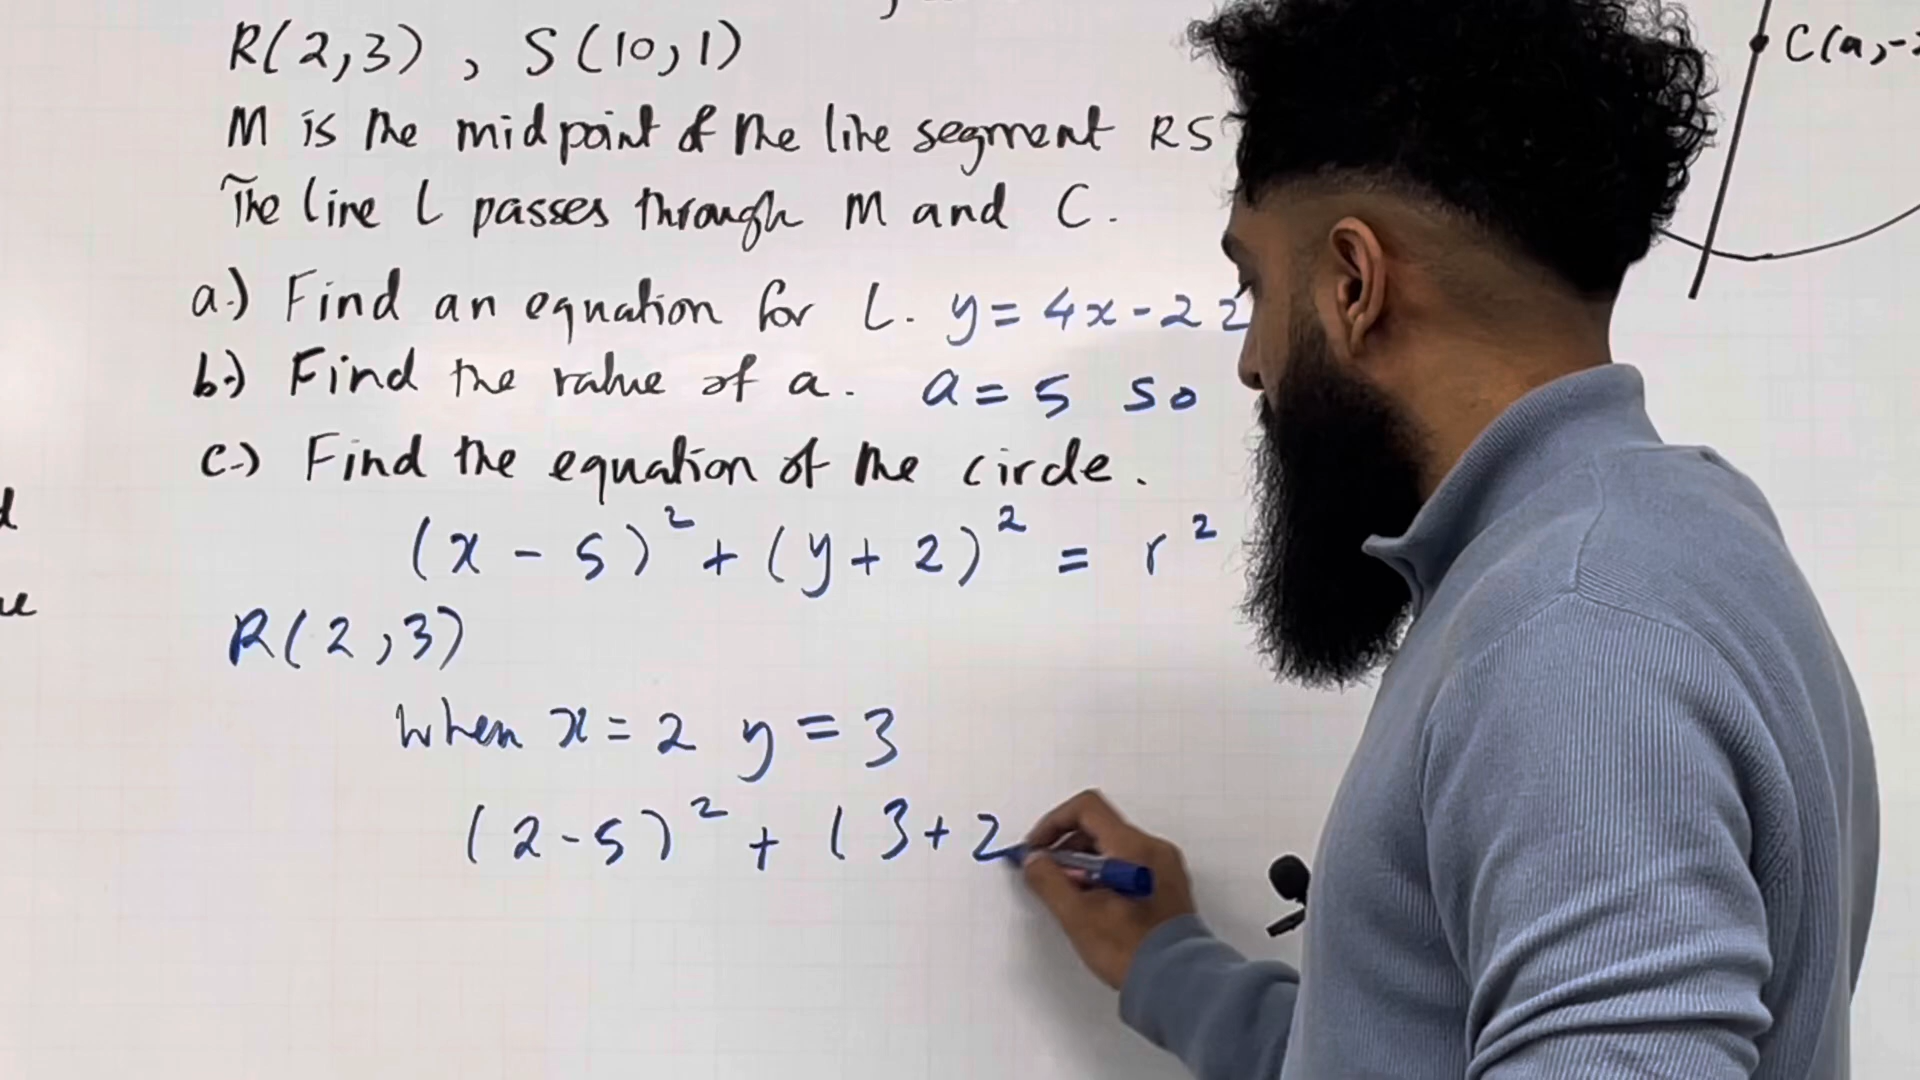 R(2,3) , S(10,1)
C(a,-
M is the midpoint of the line segment RS
The line L passes through M and C.
a.) Find an equation for L. y = 4x - 22
b.) Find the value of a. a = 5 so
c.) Find the equation of the circle.
(x - 5)² + (y + 2)² = r²
R(2,3)
when x = 2 y = 3
(2-5)² + (3+2